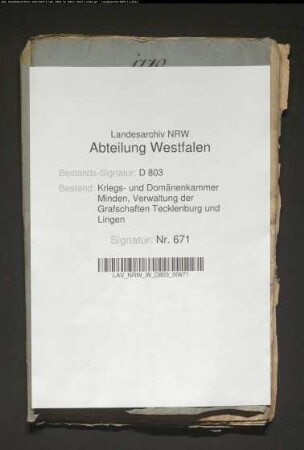 Landesarchiv NRW
Abteilung Westfalen
Bestands-Signatur: D 803
Bestand: Kriegs- und Domänenkammer
Minden, Verwaltung der
Grafschaften Tecklenburg und
Lingen
Signatur: Nr. 671
LAV_NRW_W_D803_00671